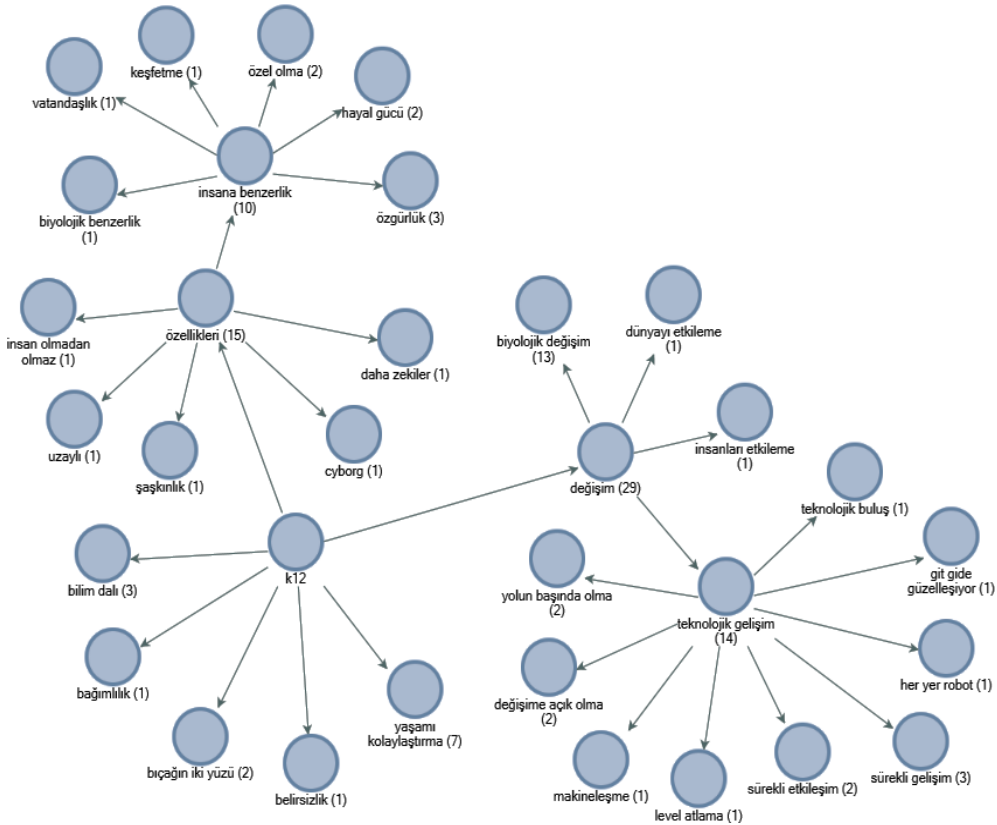 keşfetme (1)
özel olma (2)
vatandaşlık (1)
hayal gücü (2)
insana benzerlik
(10)
biyolojik benzerlik
(1)
özgürlük (3)
özellikleri (15)
insan olmadan
olmaz (1)
daha zekiler (1)
uzaylı (1)
şaşkınlık (1)
cyborg (1)
biyolojik değişim
(13)
dünyayı etkileme
(1)
insanları etkileme
(1)
değişim (29)
teknolojik buluş (1)
k12
bilim dalı (3)
yolun başında olma
(2)
git gide
güzelleşiyor (1)
teknolojik gelişim
(14)
bağımlılık (1)
her yer robot (1)
değişime açık olma
(2)
yaşamı
kolaylaştırma (7)
bıçağın iki yüzü (2)
belirsizlik (1)
makineleşme (1)
level atlama (1)
sürekli etkileşim (2)
sürekli gelişim (3)